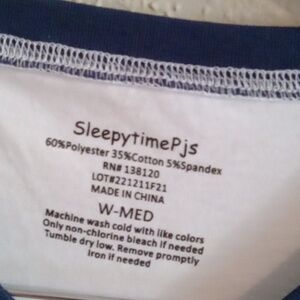 SleepytimePjs
60%Polyester 35%Cotton 5%Spandex
RN# 138120
LOT#221211F21
MADE IN CHINA
W-MED
Machine wash cold with like colors
Only non-chlorine bleach if needed
Tumble dry low. Remove promptly
Iron if needed